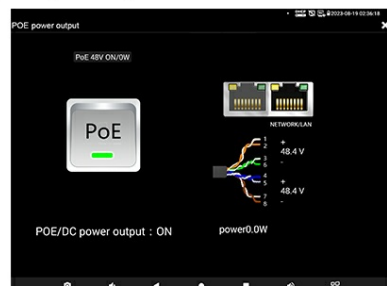 2023-08-19 02:36:18
POE power output
PoE 48V ON/0W
PoE
NETWORK/LAN
1
2
+
48.4 V
3
6
-
4
5
+
48.4 V
7
8
-
POE/DC power output : ON
power0.0W